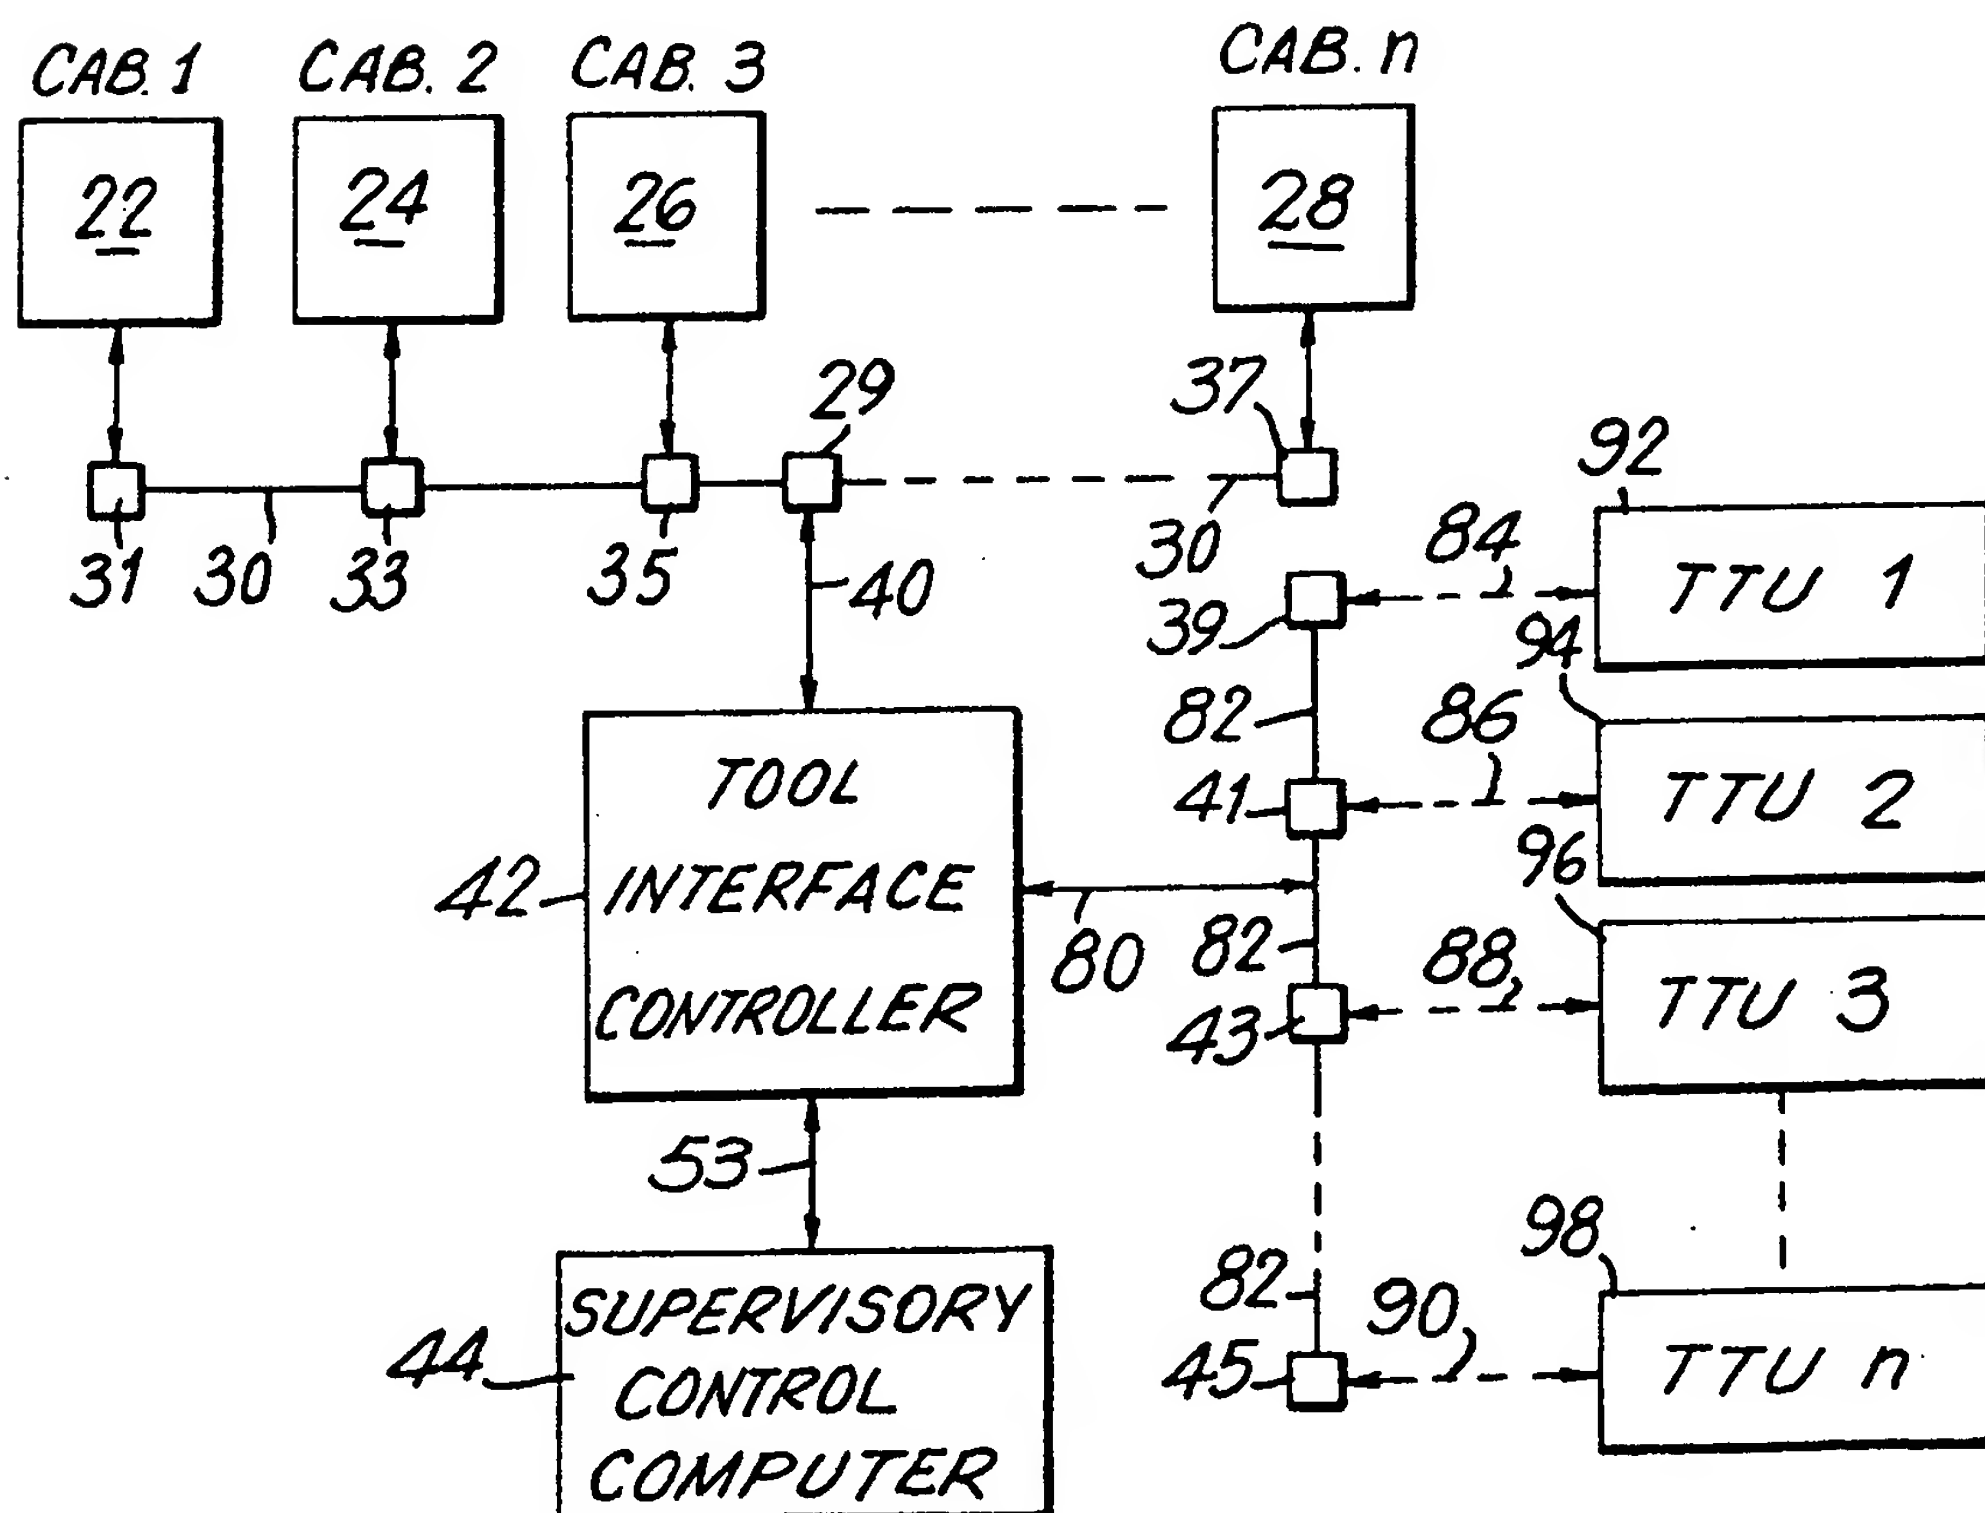 CAB. 1 CAB. 2 CAB. 3 CAB. n
22 24 26 28
29 37
31 30 33 35 40 30
92
84
TTU 1
39
94
82 86
41
TTU 2
TOOL
INTERFACE
CONTROLLER
42
96
80 82 88
43
TTU 3
53
98
82 90
45
TTU n
44
SUPERVISORY
CONTROL
COMPUTER